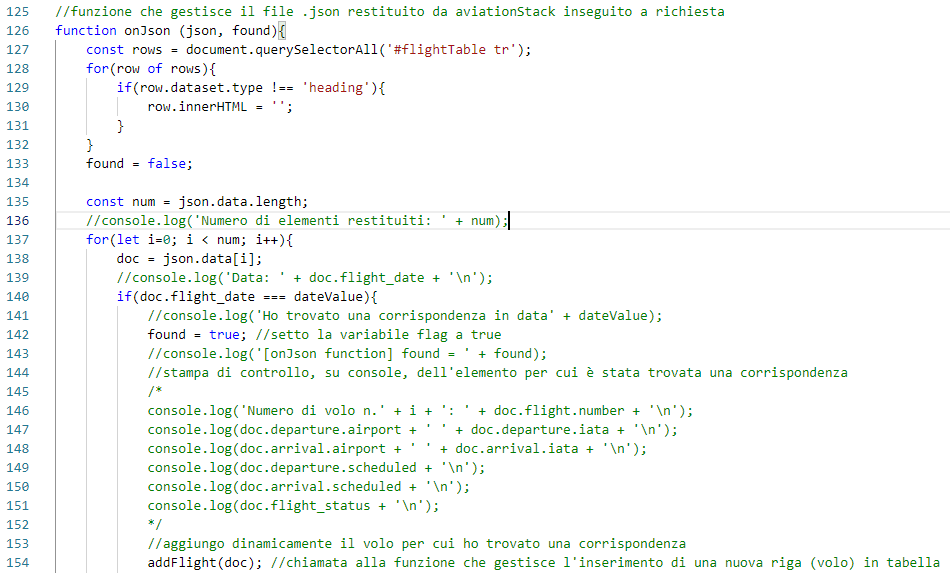 125 //funzione che gestisce il file .json restituito da aviationStack inseguito a richiesta
126 function onJson (json, found){
127     const rows = document.querySelectorAll('#flightTable tr');
128     for(row of rows){
129         if(row.dataset.type !== 'heading'){
130             row.innerHTML = '';
131         }
132     }
133     found = false;
134
135     const num = json.data.length;
136     //console.log('Numero di elementi restituiti: ' + num);
137     for(let i=0; i < num; i++){
138         doc = json.data[i];
139         //console.log('Data: ' + doc.flight_date + '\n');
140         if(doc.flight_date === dateValue){
141             //console.log('Ho trovato una corrispondenza in data' + dateValue);
142             found = true; //setto la variabile flag a true
143             //console.log('[onJson function] found = ' + found);
144             //stampa di controllo, su console, dell'elemento per cui è stata trovata una corrispondenza
145             /*
146             console.log('Numero di volo n.' + i + ': ' + doc.flight.number + '\n');
147             console.log(doc.departure.airport + ' ' + doc.departure.iata + '\n');
148             console.log(doc.arrival.airport + ' ' + doc.arrival.iata + '\n');
149             console.log(doc.departure.scheduled + '\n');
150             console.log(doc.arrival.scheduled + '\n');
151             console.log(doc.flight_status + '\n');
152             */
153             //aggiungo dinamicamente il volo per cui ho trovato una corrispondenza
154             addFlight(doc); //chiamata alla funzione che gestisce l'inserimento di una nuova riga (volo) in tabella